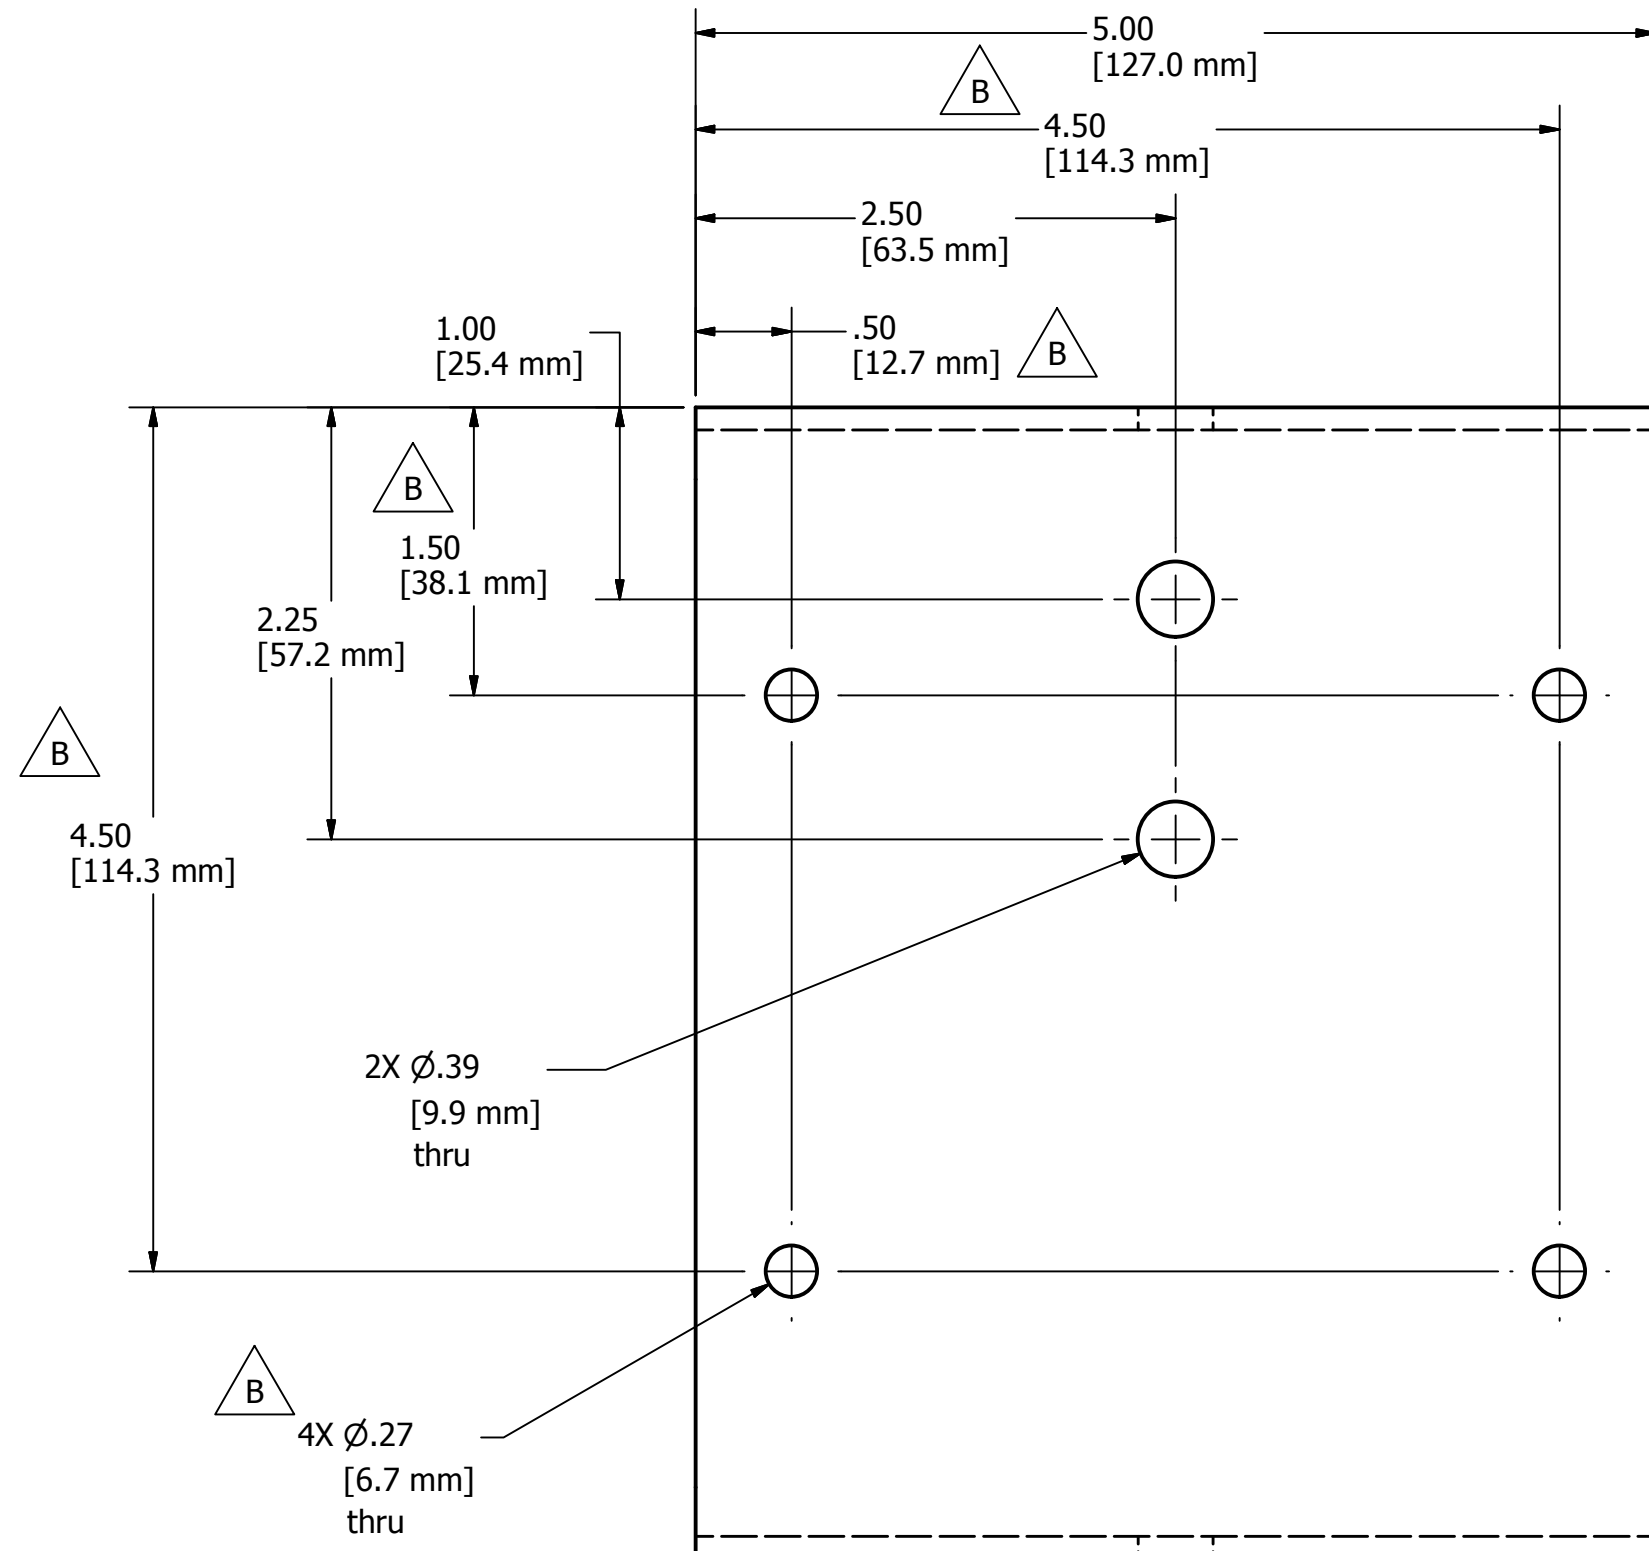 5.00
[127.0 mm]
B
4.50
[114.3 mm]
2.50
[63.5 mm]
1.00
[25.4 mm]
.50
[12.7 mm]
B
B
1.50
[38.1 mm]
2.25
[57.2 mm]
B
4.50
[114.3 mm]
2X Ø.39
[9.9 mm]
thru
B
4X Ø.27
[6.7 mm]
thru